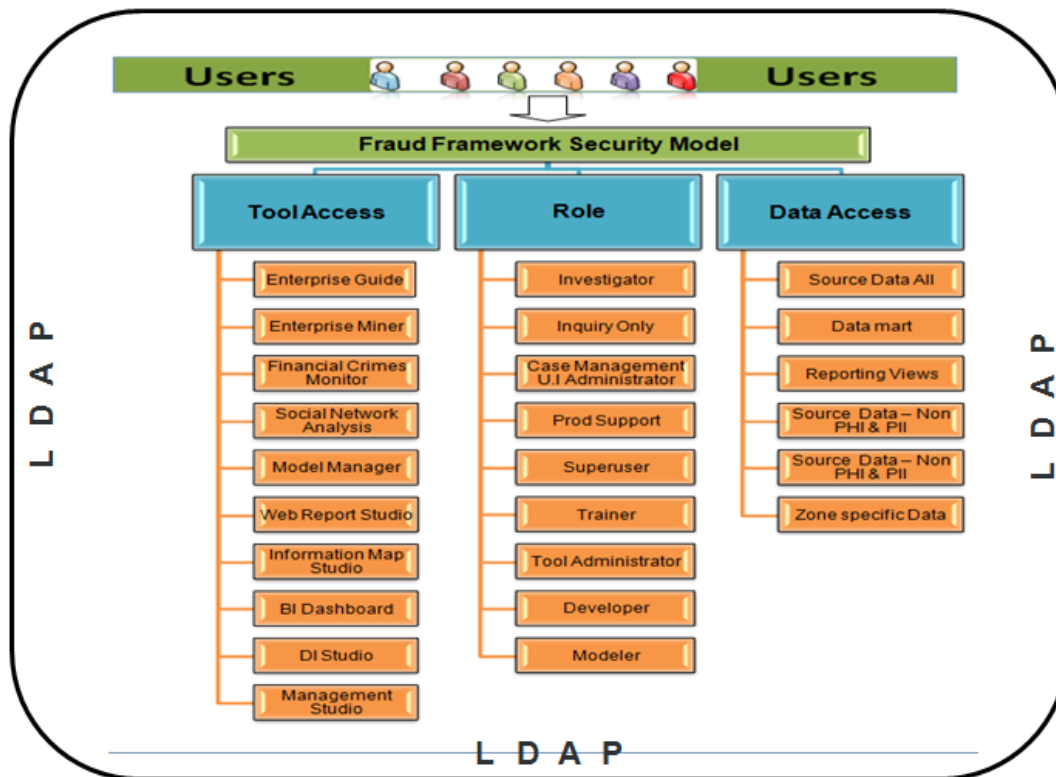 Users
Users
Fraud Framework Security Model
Tool Access
Enterprise Guide
Enterprise Miner
Financial Crimes
Monitor
Social Network
Analysis
Model Manager
Web Report Studio
Information Map
Studio
BI Dashboard
DI Studio
Management
Studio
Role
Investigator
Inquiry Only
Case Management
U.I Administrator
Prod Support
Superuser
Trainer
Tool Administrator
Developer
Modeler
Data Access
Source Data All
Data mart
Reporting Views
Source Data – Non
PHI & PII
Source Data – Non
PHI & PII
Zone specific Data
L D A P
L D A P
L D A P